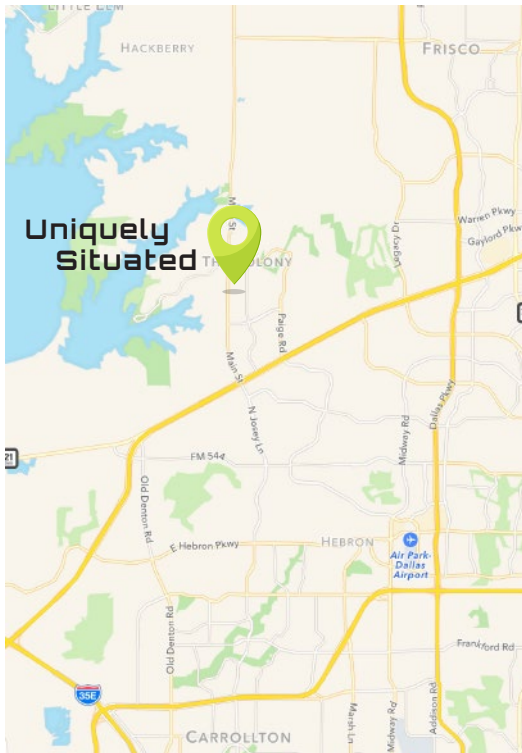 LITTLE ELM
HACKBERRY
FRISCO
Main St
Warren Pkwy
Gaylord Pkwy
Legacy Dr
Uniquely
Situated
THE COLONY
Paige Rd
Main St
Dallas Pkwy
N Josey Ln
Midway Rd
FM 544
21
Old Denton Rd
E Hebron Pkwy
HEBRON
Air Park-
Dallas
Airport
Old Denton Rd
Frankford Rd
35E
Marsh Ln
Midway Rd
Addison Rd
CARROLLTON